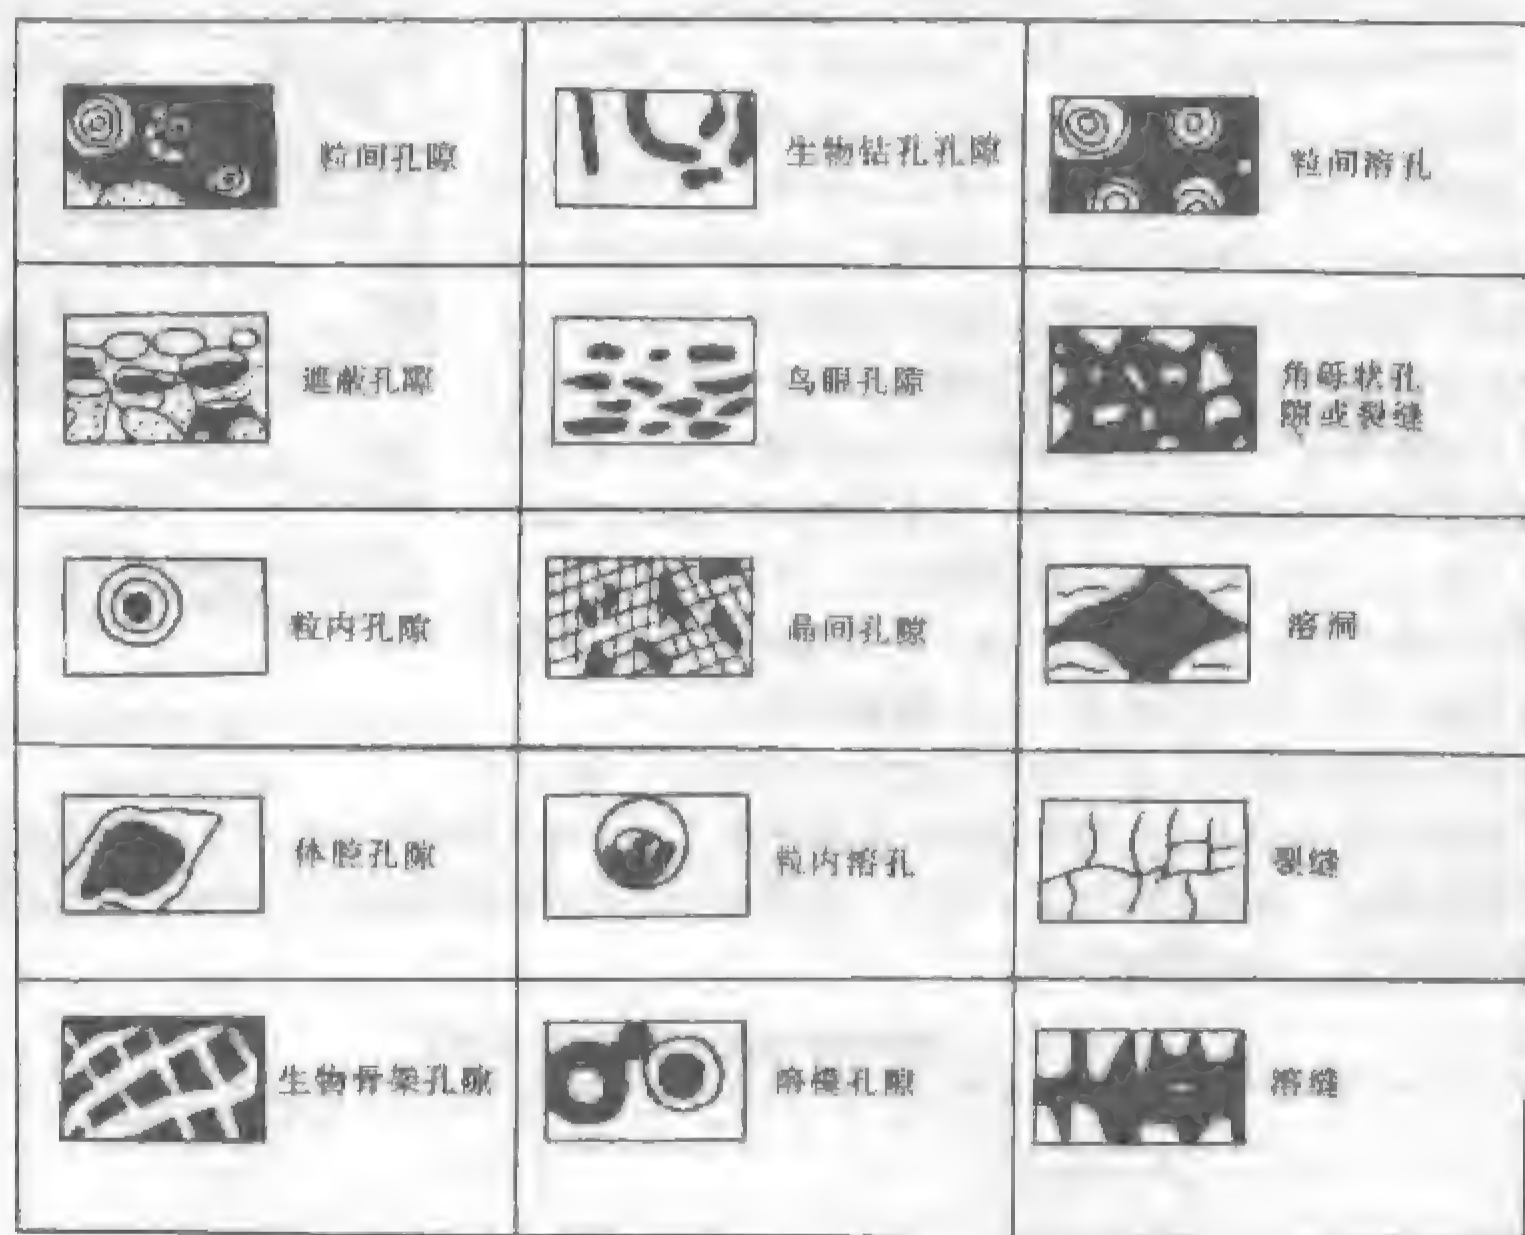 粒间孔隙
生物钻孔孔隙
粒间溶孔
遮蔽孔隙
鸟眼孔隙
角砾状孔
隙或裂缝
粒内孔隙
晶间孔隙
溶洞
体腔孔隙
粒内溶孔
裂缝
生物骨架孔隙
溶模孔隙
溶缝